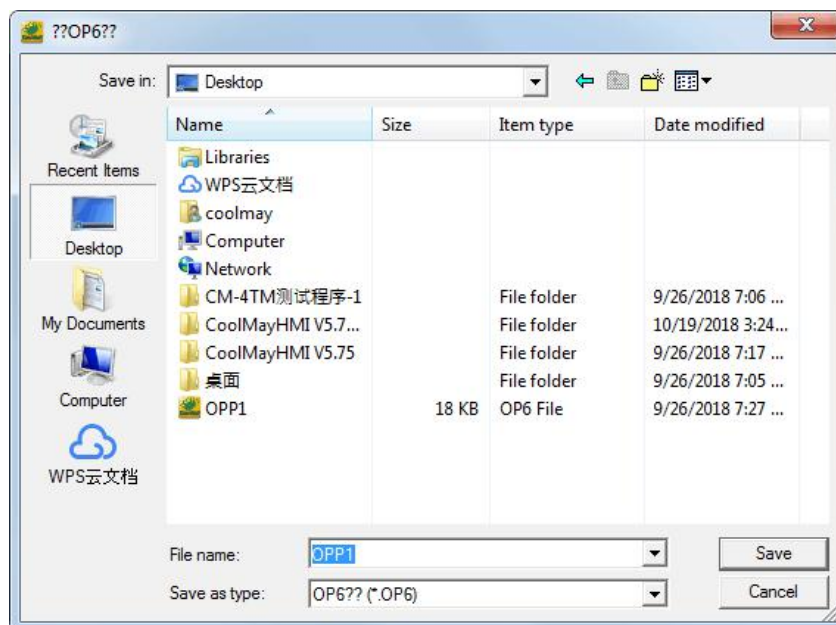 ??OP6??
Save in: Desktop
Name Size Item type Date modified
Libraries
WPS云文档
coolmay
Computer
Network
CM-4TM测试程序-1 File folder 9/26/2018 7:06 ...
CoolMayHMI V5.7... File folder 10/19/2018 3:24...
CoolMayHMI V5.75 File folder 9/26/2018 7:17 ...
桌面 File folder 9/26/2018 7:05 ...
OPP1 18 KB OP6 File 9/26/2018 7:27 ...
Recent Items
Desktop
My Documents
Computer
WPS云文档
File name: OPP1 Save
Save as type: OP6?? (*.OP6) Cancel